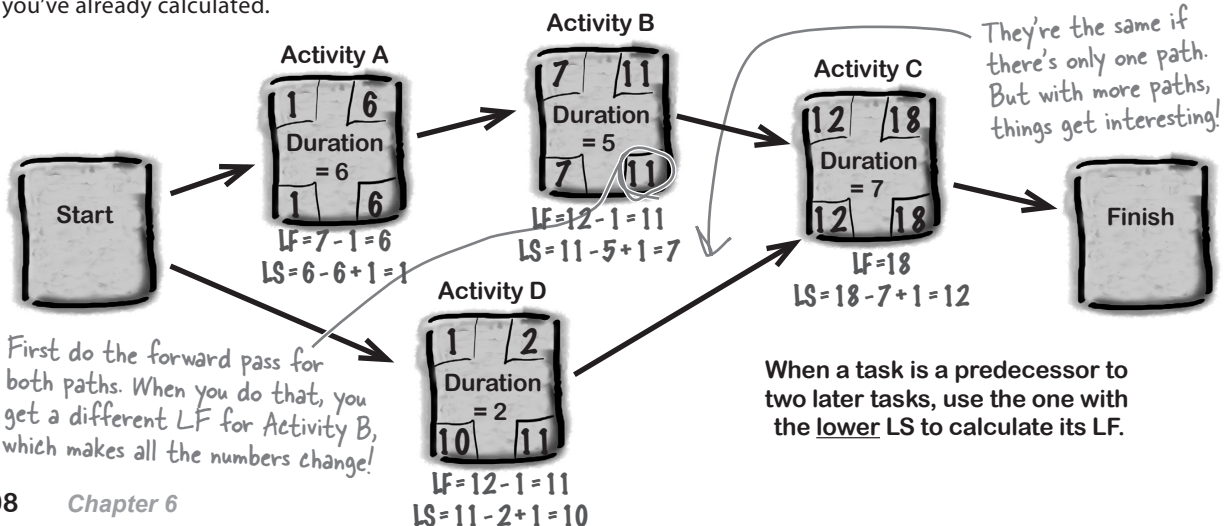 you've already calculated.
Activity A
1 6
Duration
= 6
1 6
LF = 7 - 1 = 6
LS = 6 - 6 + 1 = 1
Activity B
7 11
Duration
= 5
7 11
LF = 12 - 1 = 11
LS = 11 - 5 + 1 = 7
Activity C
12 18
Duration
= 7
12 18
LF = 18
LS = 18 - 7 + 1 = 12
They're the same if
there's only one path.
But with more paths,
things get interesting!
Start
Finish
Activity D
1 2
Duration
= 2
10 11
LF = 12 - 1 = 11
LS = 11 - 2 + 1 = 10
First do the forward pass for
both paths. When you do that, you
get a different LF for Activity B,
which makes all the numbers change!
When a task is a predecessor to
two later tasks, use the one with
the lower LS to calculate its LF.
Chapter 6